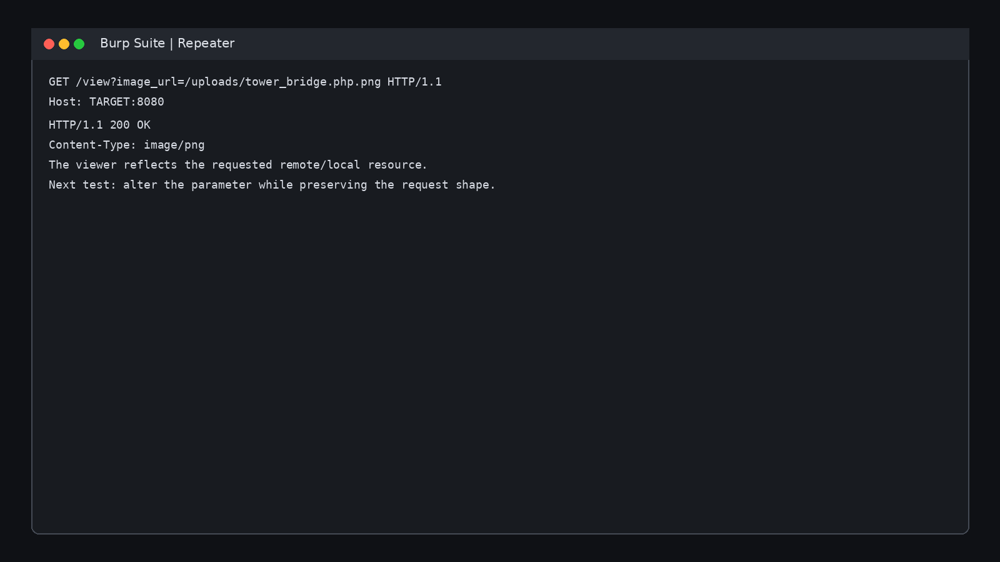 Burp Suite | Repeater
GET /view?image_url=/uploads/tower_bridge.php.png HTTP/1.1
Host: TARGET:8080
HTTP/1.1 200 OK
Content-Type: image/png
The viewer reflects the requested remote/local resource.
Next test: alter the parameter while preserving the request shape.